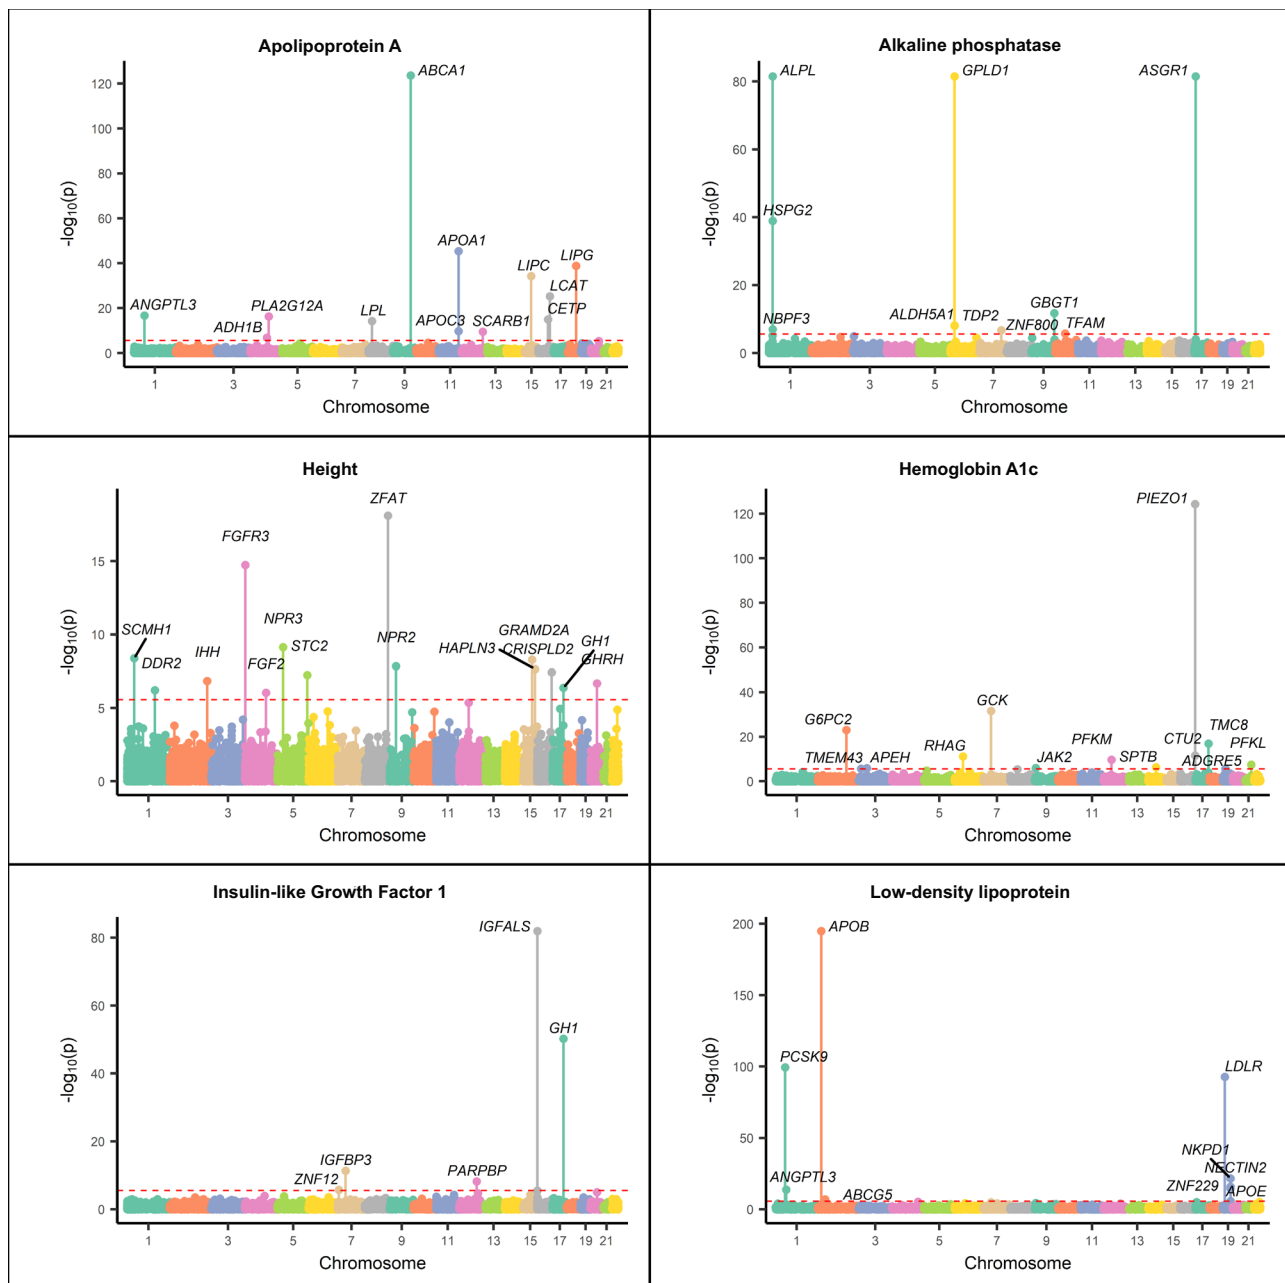 Apolipoprotein A
-log10(p)
120
100
80
60
40
20
0
ABCA1
APOA1
LIPG
LIPC
LCAT
ANGPTL3
PLA2G12A
LPL
CETP
ADH1B
APOC3
SCARB1
1 3 5 7 9 11 13 15 17 19 21
Chromosome
Alkaline phosphatase
-log10(p)
80
60
40
20
0
ALPL
GPLD1
ASGR1
HSPG2
NBPF3
ALDH5A1
TDP2
ZNF800
GBGT1
TFAM
1 3 5 7 9 11 13 15 17 19 21
Chromosome
Height
-log10(p)
15
10
5
0
ZFAT
FGFR3
SCMH1
DDR2
IHH
FGF2
NPR3
STC2
NPR2
HAPLN3
GRAMD2A
CRISPLD2
GH1
GHRH
1 3 5 7 9 11 13 15 17 19 21
Chromosome
Hemoglobin A1c
-log10(p)
120
100
80
60
40
20
0
PIEZO1
GCK
G6PC2
TMEM43
APEH
RHAG
JAK2
PFKM
SPTB
CTU2
TMC8
ADGRE5
PFKL
1 3 5 7 9 11 13 15 17 19 21
Chromosome
Insulin-like Growth Factor 1
-log10(p)
80
60
40
20
0
IGFALS
GH1
IGFBP3
ZNF12
PARPBP
1 3 5 7 9 11 13 15 17 19 21
Chromosome
Low-density lipoprotein
-log10(p)
200
150
100
50
0
APOB
PCSK9
LDLR
NKPD1
NECTIN2
ANGPTL3
ABCG5
ZNF229
APOE
1 3 5 7 9 11 13 15 17 19 21
Chromosome